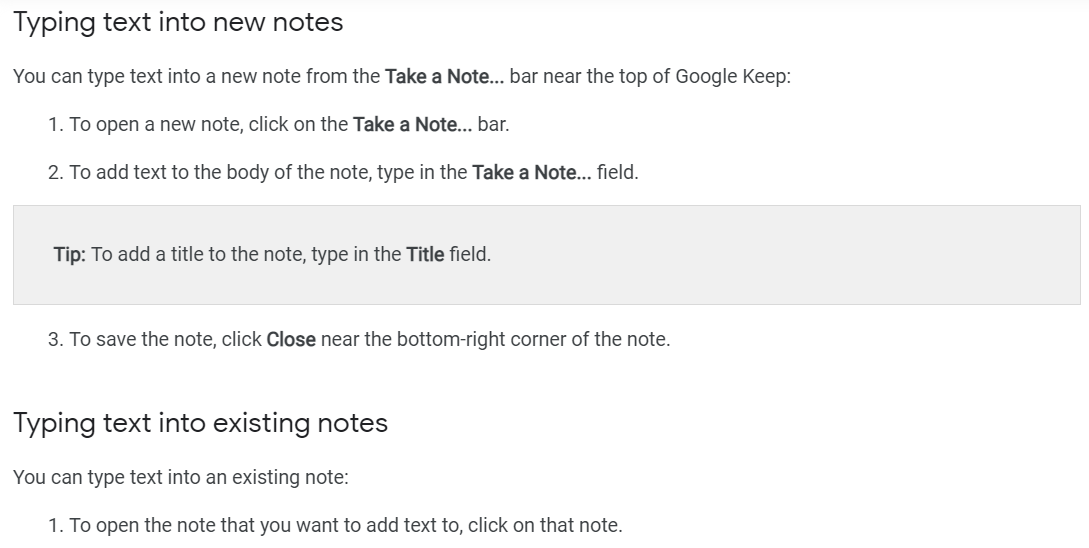 Typing text into new notes
You can type text into a new note from the Take a Note... bar near the top of Google Keep:
1. To open a new note, click on the Take a Note... bar.
2. To add text to the body of the note, type in the Take a Note... field.
Tip: To add a title to the note, type in the Title field.
3. To save the note, click Close near the bottom-right corner of the note.
Typing text into existing notes
You can type text into an existing note:
1. To open the note that you want to add text to, click on that note.